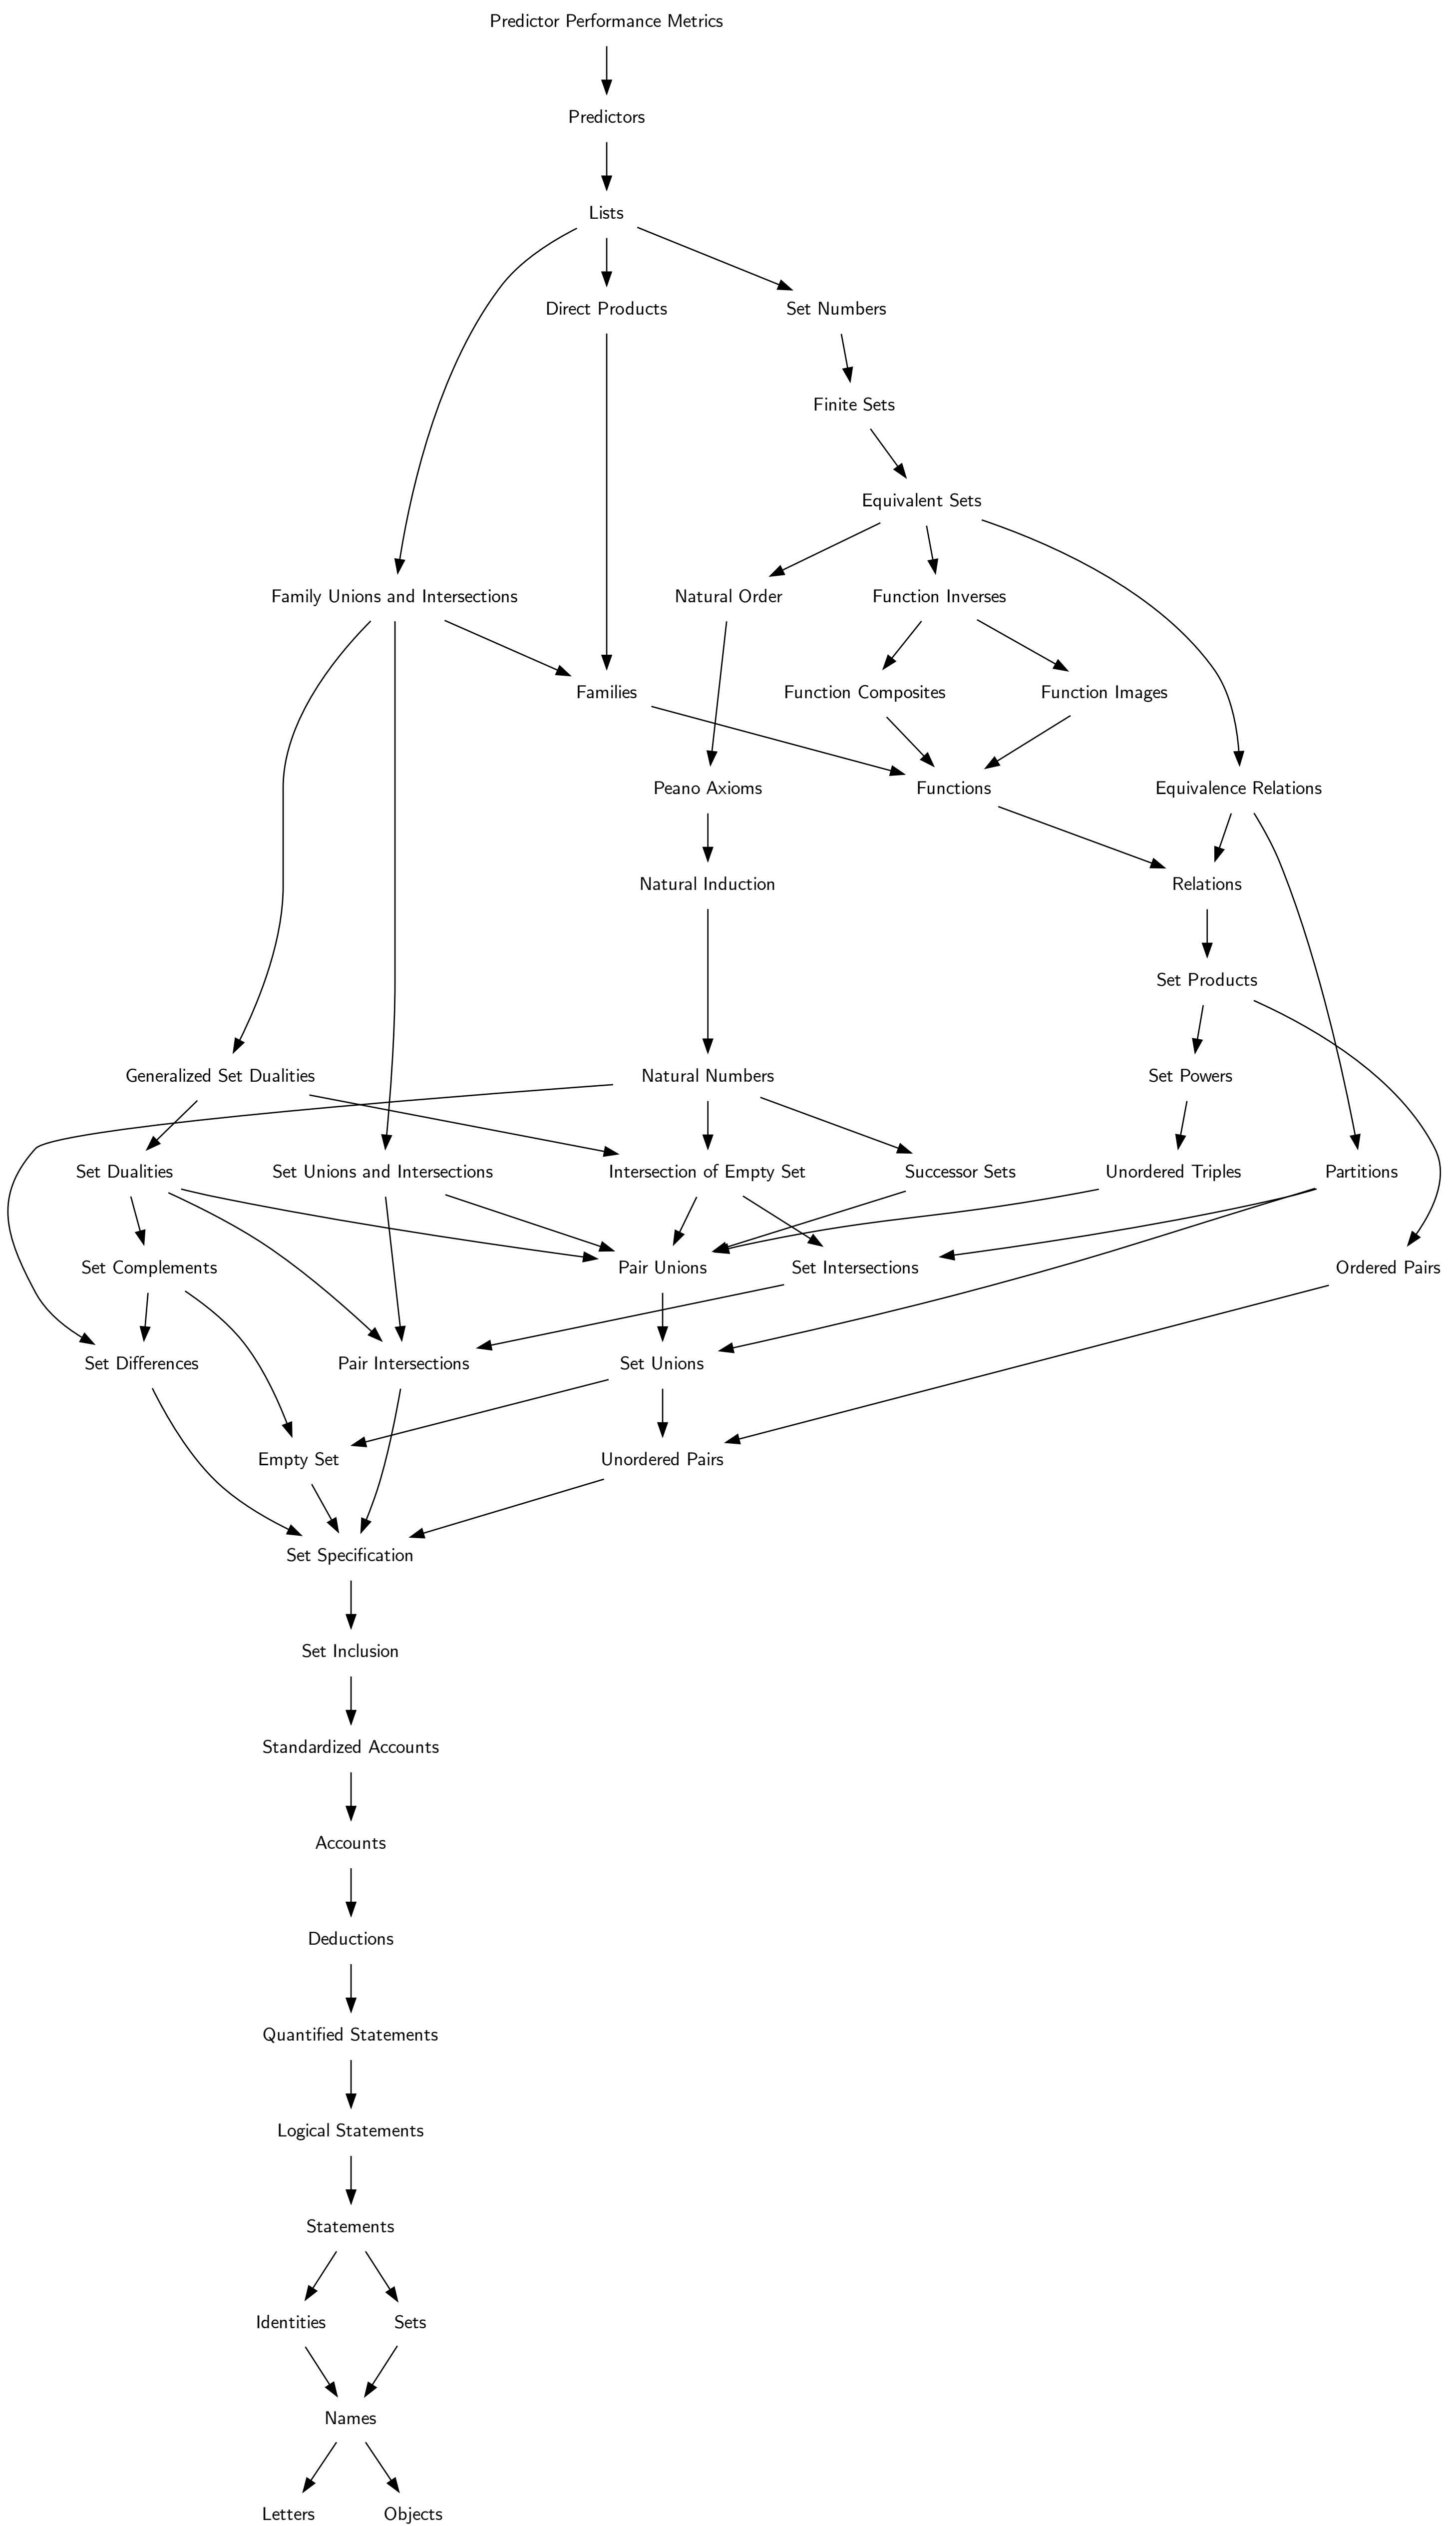 Predictor Performance Metrics
Predictors
Lists
Direct Products
Set Numbers
Finite Sets
Equivalent Sets
Family Unions and Intersections
Natural Order
Function Inverses
Families
Function Composites
Function Images
Peano Axioms
Functions
Equivalence Relations
Natural Induction
Relations
Set Products
Generalized Set Dualities
Natural Numbers
Set Powers
Set Dualities
Set Unions and Intersections
Intersection of Empty Set
Successor Sets
Unordered Triples
Partitions
Set Complements
Pair Unions
Set Intersections
Ordered Pairs
Set Differences
Pair Intersections
Set Unions
Empty Set
Unordered Pairs
Set Specification
Set Inclusion
Standardized Accounts
Accounts
Deductions
Quantified Statements
Logical Statements
Statements
Identities
Sets
Names
Letters
Objects